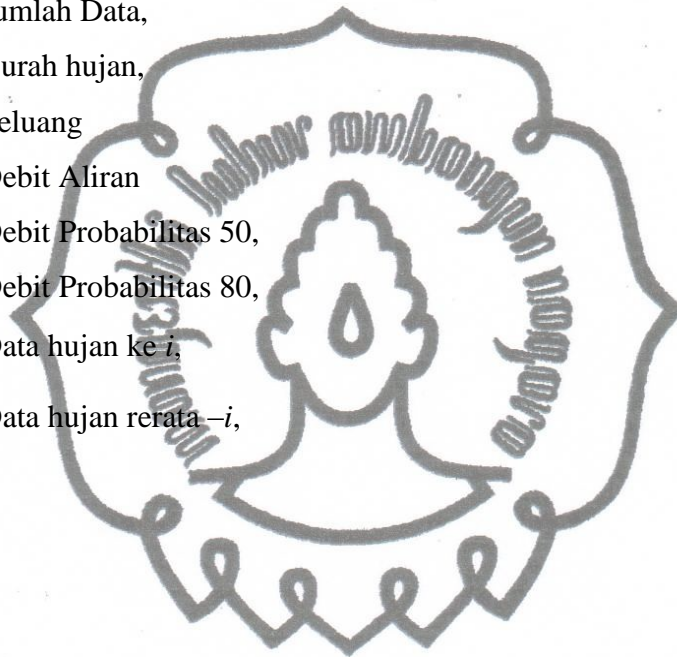 umlah Data,
urah hujan,
eluang
ebit Aliran
ebit Probabilitas 50,
ebit Probabilitas 80,
ata hujan ke i,
ata hujan rerata –i,